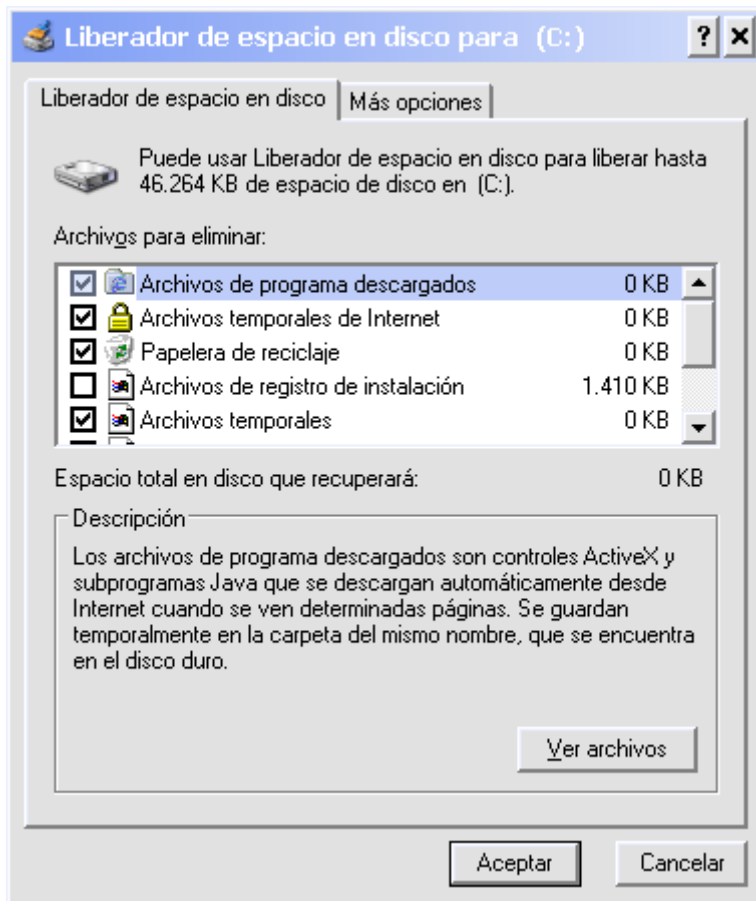 Liberador de espacio en disco para (C:)
Liberador de espacio en disco
Más opciones
Puede usar Liberador de espacio en disco para liberar hasta
46.264 KB de espacio de disco en (C:).
Archivos para eliminar:
Archivos de programa descargados 0 KB
Archivos temporales de Internet 0 KB
Papelera de reciclaje 0 KB
Archivos de registro de instalación 1.410 KB
Archivos temporales 0 KB
Espacio total en disco que recuperará: 0 KB
Descripción
Los archivos de programa descargados son controles ActiveX y
subprogramas Java que se descargan automáticamente desde
Internet cuando se ven determinadas páginas. Se guardan
temporalmente en la carpeta del mismo nombre, que se encuentra
en el disco duro.
Ver archivos
Aceptar
Cancelar